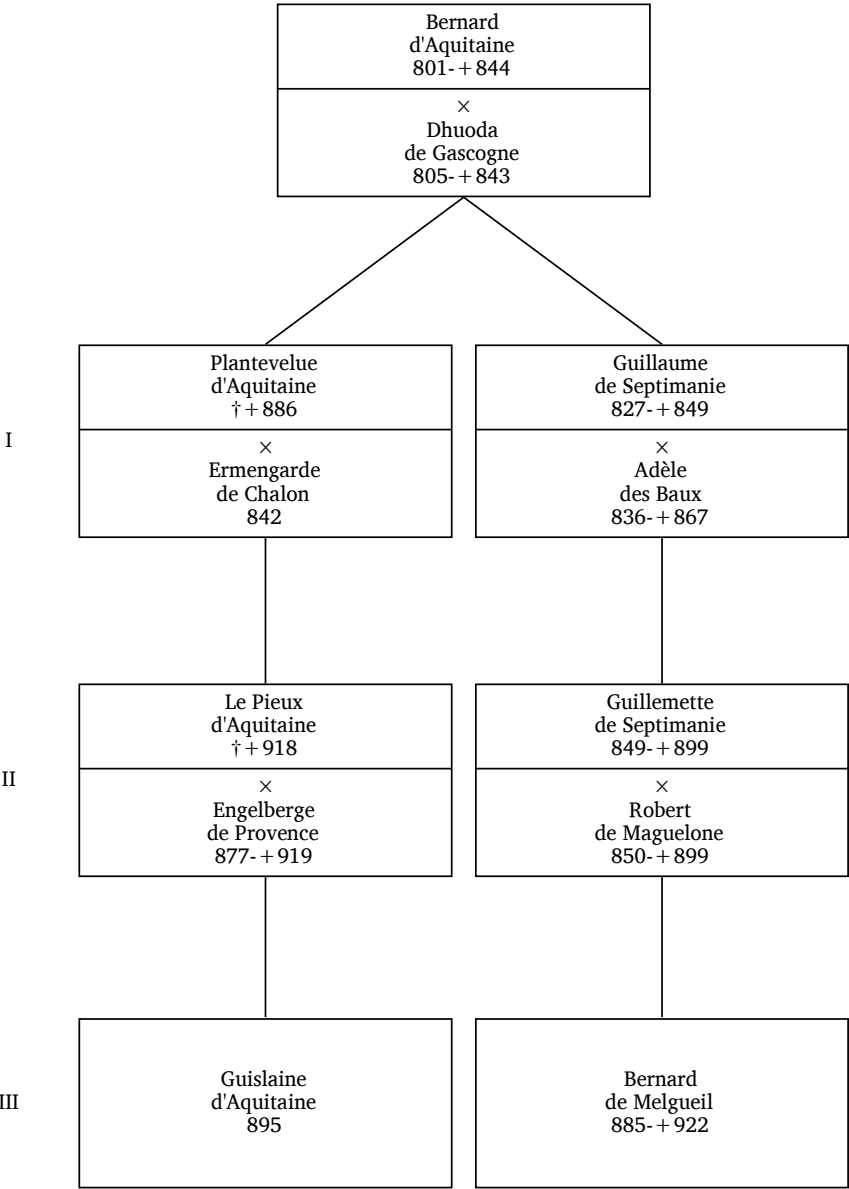 Bernard
d'Aquitaine
801-+844
×
Dhuoda
de Gascogne
805-+843
I
Plantevelue
d'Aquitaine
†+886
×
Ermengarde
de Chalon
842
Guillaume
de Septimanie
827-+849
×
Adèle
des Baux
836-+867
II
Le Pieux
d'Aquitaine
†+918
×
Engelberge
de Provence
877-+919
Guillemette
de Septimanie
849-+899
×
Robert
de Maguelone
850-+899
III
Guislaine
d'Aquitaine
895
Bernard
de Melgueil
885-+922